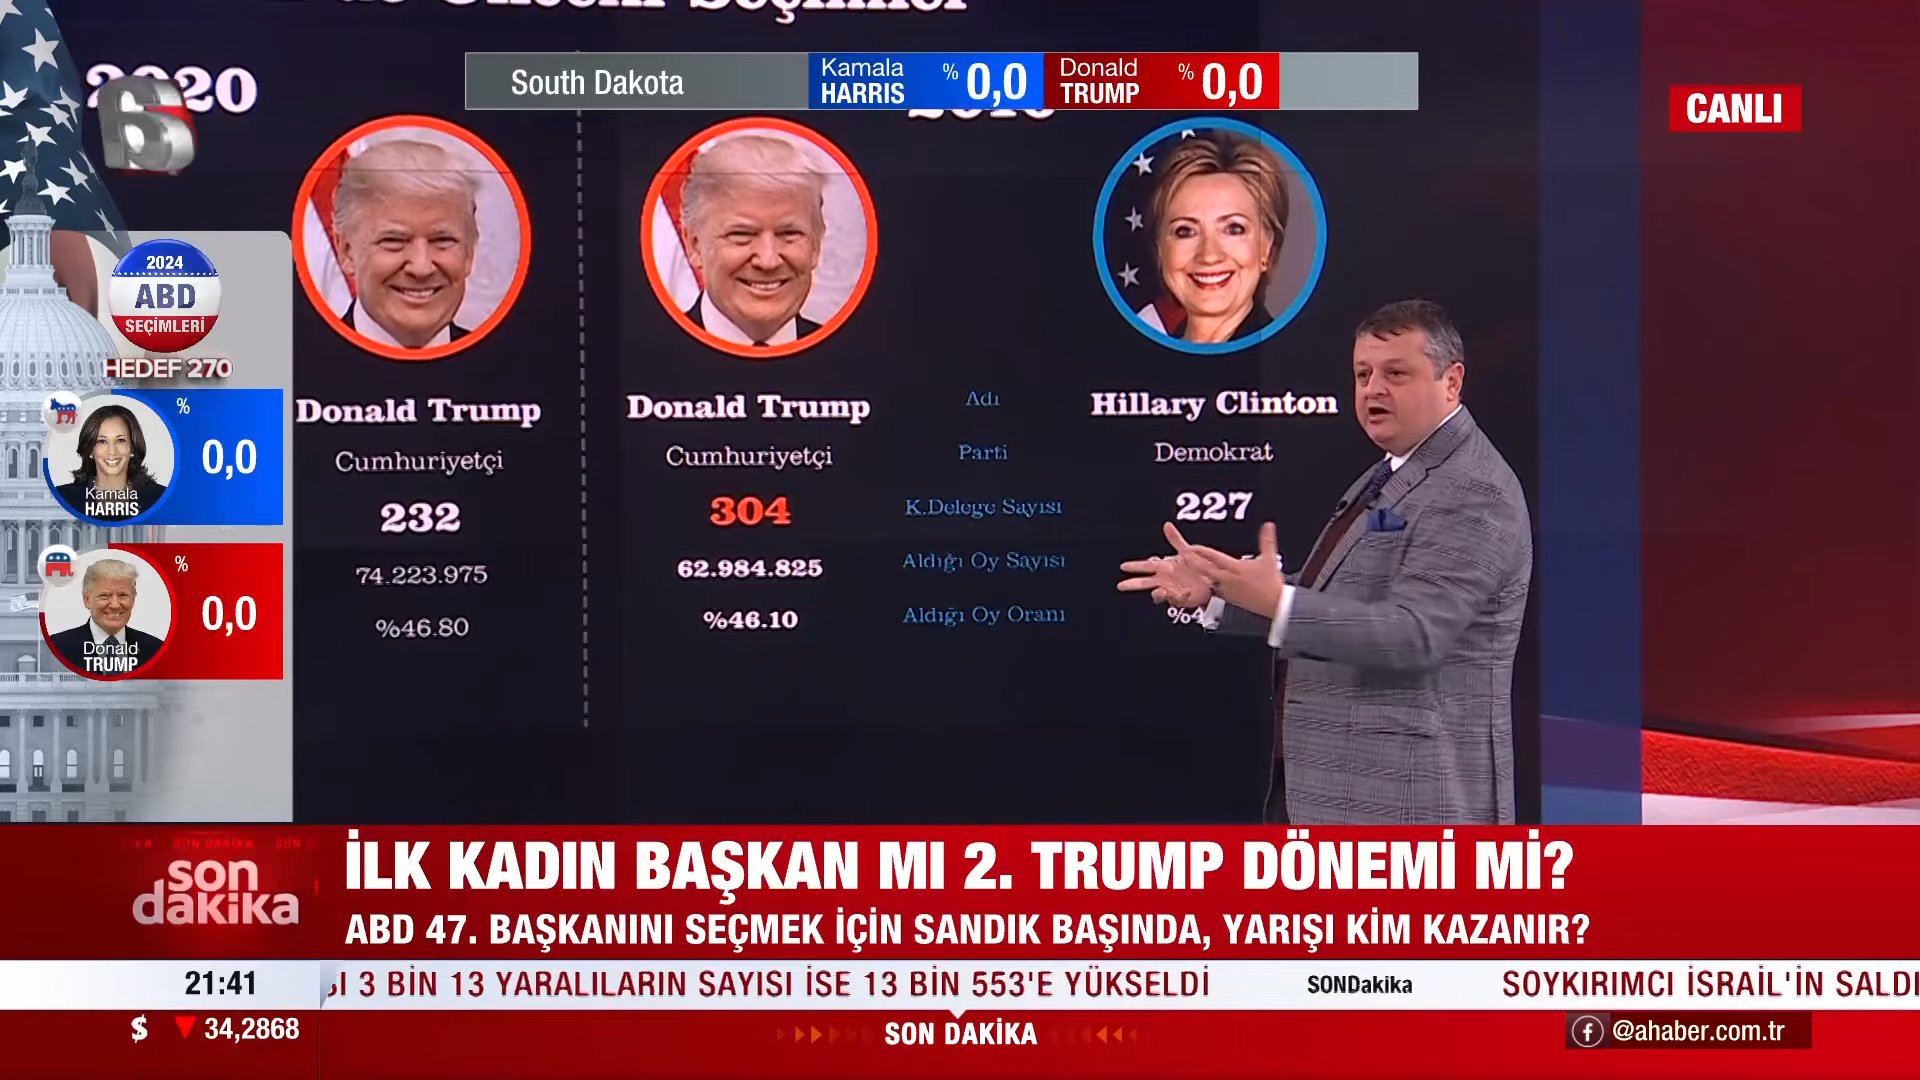 South Dakota
Kamala HARRIS % 0,0
Donald TRUMP % 0,0
CANLI
2024
ABD
SEÇİMLERİ
HEDEF 270
%
0,0
Kamala
HARRIS
%
0,0
Donald
TRUMP
Donald Trump
Cumhuriyetçi
232
74.223.975
%46.80
Donald Trump
Cumhuriyetçi
304
62.984.825
%46.10
Adı
Parti
K.Delege Sayısı
Aldığı Oy Sayısı
Aldığı Oy Oranı
Hillary Clinton
Demokrat
227
son
dakika
İLK KADIN BAŞKAN MI 2. TRUMP DÖNEMİ Mİ?
ABD 47. BAŞKANINI SEÇMEK İÇİN SANDIK BAŞINDA, YARIŞI KİM KAZANIR?
21:41
3 BİN 13 YARALILARIN SAYISI İSE 13 BİN 553'E YÜKSELDİ SONDakika SOYKIRIMCI İSRAİL'İN SALDI
$ 34,2868
SON DAKİKA
@ahaber.com.tr